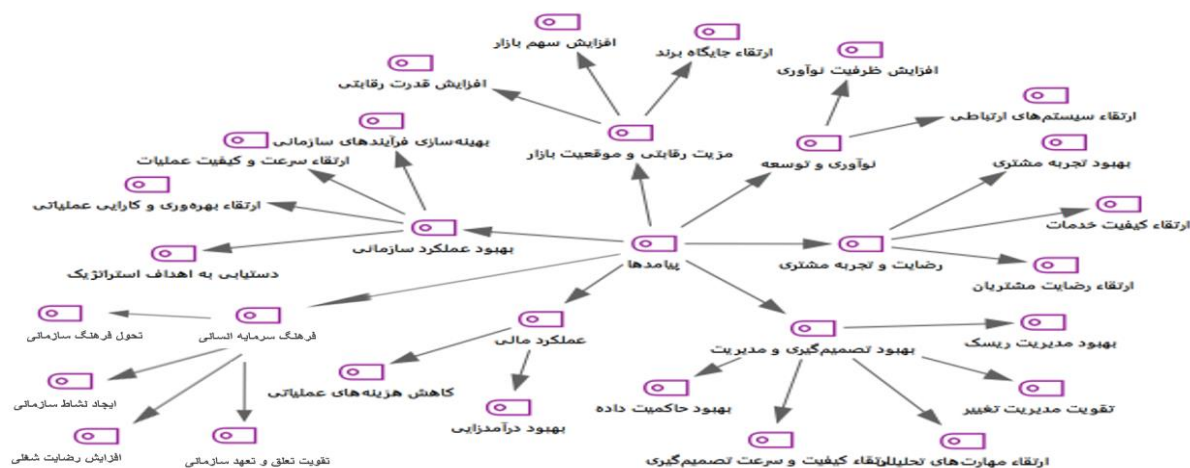 افزایش سهم بازار
ارتقاء جایگاه برند
افزایش ظرفیت نوآوری
افزایش قدرت رقابتی
ارتقاء سیستم‌های ارتباطی
بهینه‌سازی فرآیندهای سازمانی
مزیت رقابتی و موقعیت بازار
نوآوری و توسعه
بهبود تجربه مشتری
ارتقاء سرعت و کیفیت عملیات
ارتقاء بهره‌وری و کارایی عملیاتی
ارتقاء کیفیت خدمات
بهبود عملکرد سازمانی
پیامدها
رضایت و تجربه مشتری
دستیابی به اهداف استراتژیک
ارتقاء رضایت مشتریان
تحول فرهنگ سازمانی
فرهنگ سرمایه انسانی
عملکرد مالی
بهبود تصمیم‌گیری و مدیریت
بهبود مدیریت ریسک
کاهش هزینه‌های عملیاتی
ایجاد نشاط سازمانی
بهبود درآمدزایی
بهبود حاکمیت داده
تقویت مدیریت تغییر
افزایش رضایت شغلی
تقویت تعلق و تعهد سازمانی
ارتقاء کیفیت و سرعت تصمیم‌گیری
ارتقاء مهارت‌های تحلیلی